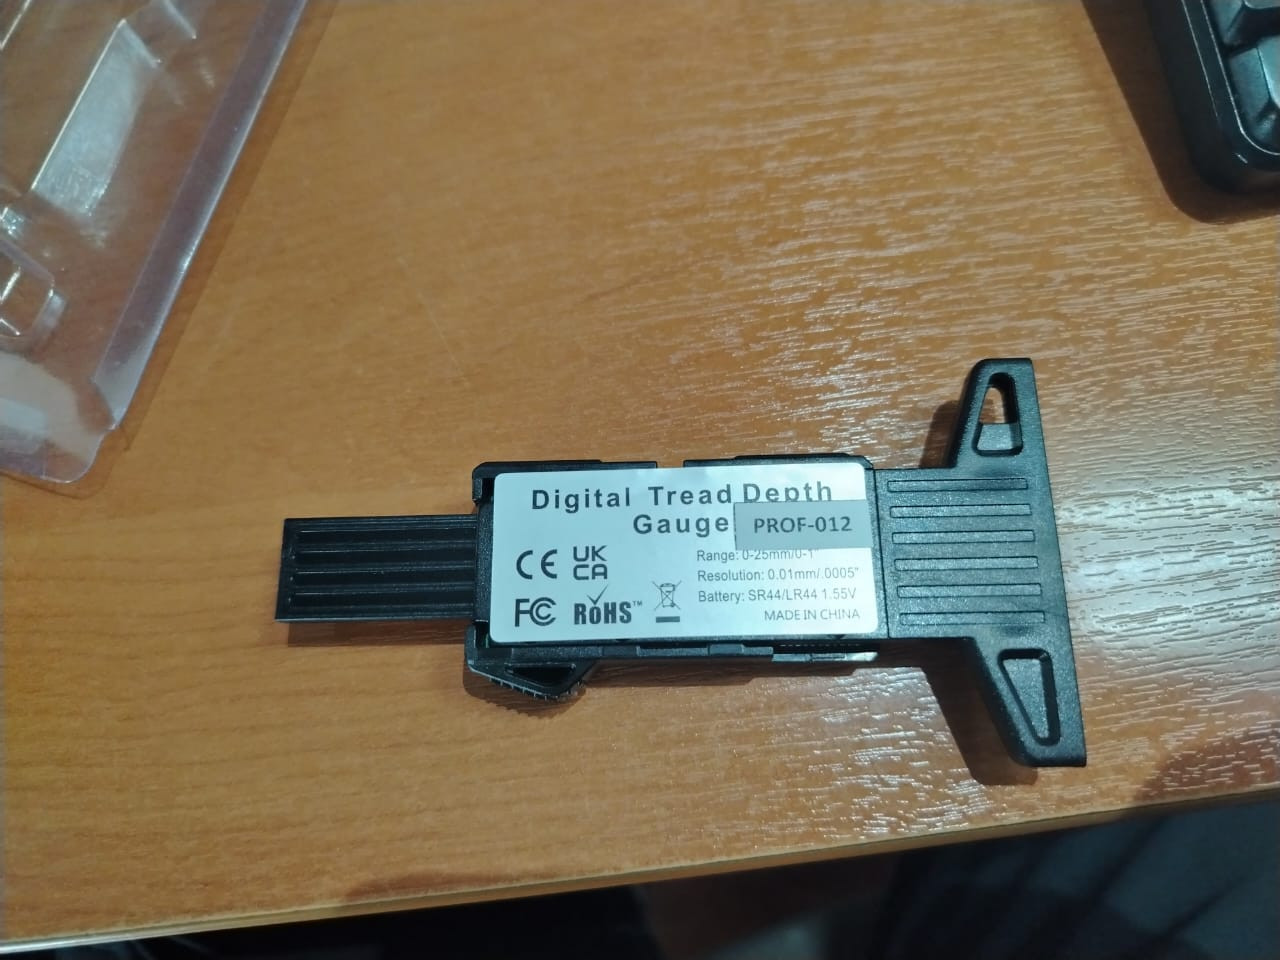 Digital Tread Depth
Gauge
PROF-012
Range: 0-25mm/0-1"
Resolution: 0.01mm/.0005"
Battery: SR44/LR44 1.55V
MADE IN CHINA
CE
UK
CA
FC
RoHS™